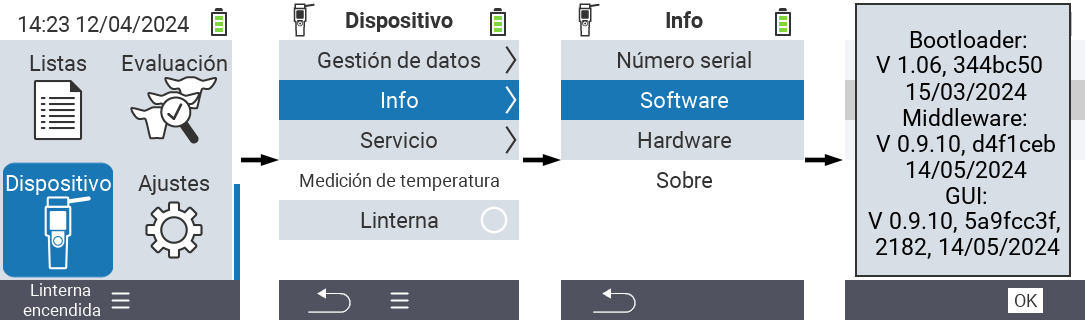 14:23 12/04/2024
Listas
Evaluación
Dispositivo
Ajustes
Linterna
encendida
Dispositivo
Gestión de datos
Info
Servicio
Medición de temperatura
Linterna
Info
Número serial
Software
Hardware
Sobre
Bootloader:
V 1.06, 344bc50
15/03/2024
Middleware:
V 0.9.10, d4f1ceb
14/05/2024
GUI:
V 0.9.10, 5a9fcc3f,
2182, 14/05/2024
OK